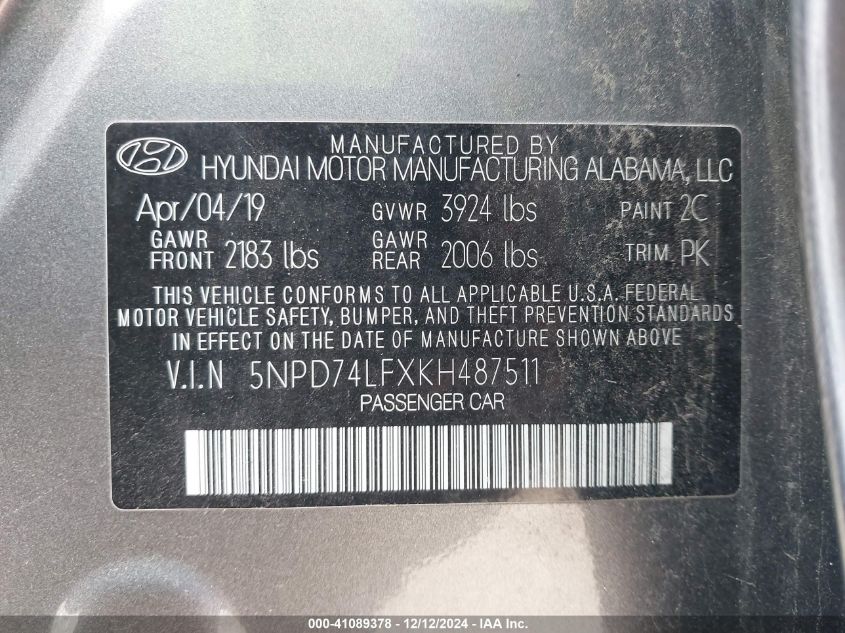 MANUFACTURED BY
HYUNDAI MOTOR MANUFACTURING ALABAMA, LLC
Apr/04/19 GVWR 3924 lbs PAINT 2C
GAWR FRONT 2183 lbs GAWR REAR 2006 lbs TRIM PK
THIS VEHICLE CONFORMS TO ALL APPLICABLE U.S.A. FEDERAL
MOTOR VEHICLE SAFETY, BUMPER, AND THEFT PREVENTION STANDARDS
IN EFFECT ON THE DATE OF MANUFACTURE SHOWN ABOVE
V.I.N 5NPD74LFXKH487511
PASSENGER CAR
000-41089378 - 12/12/2024 - IAA Inc.